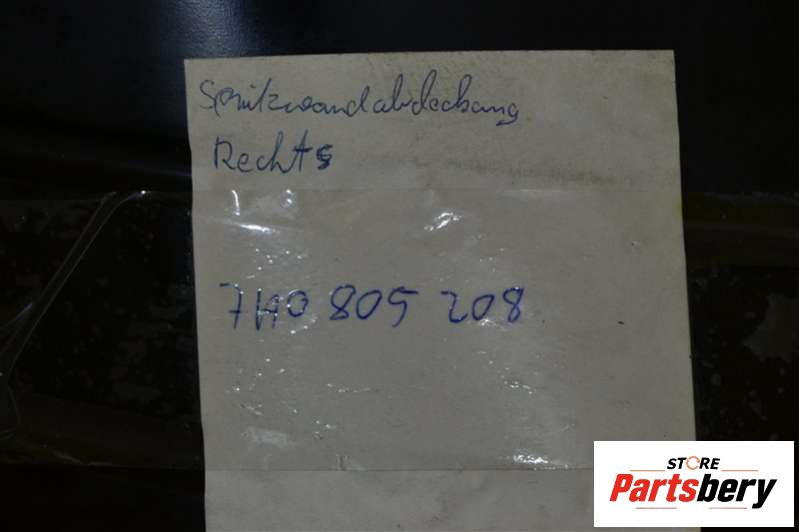 Spritzwandabdeckung
Rechts
7H0 805 208
STORE
Partsbery